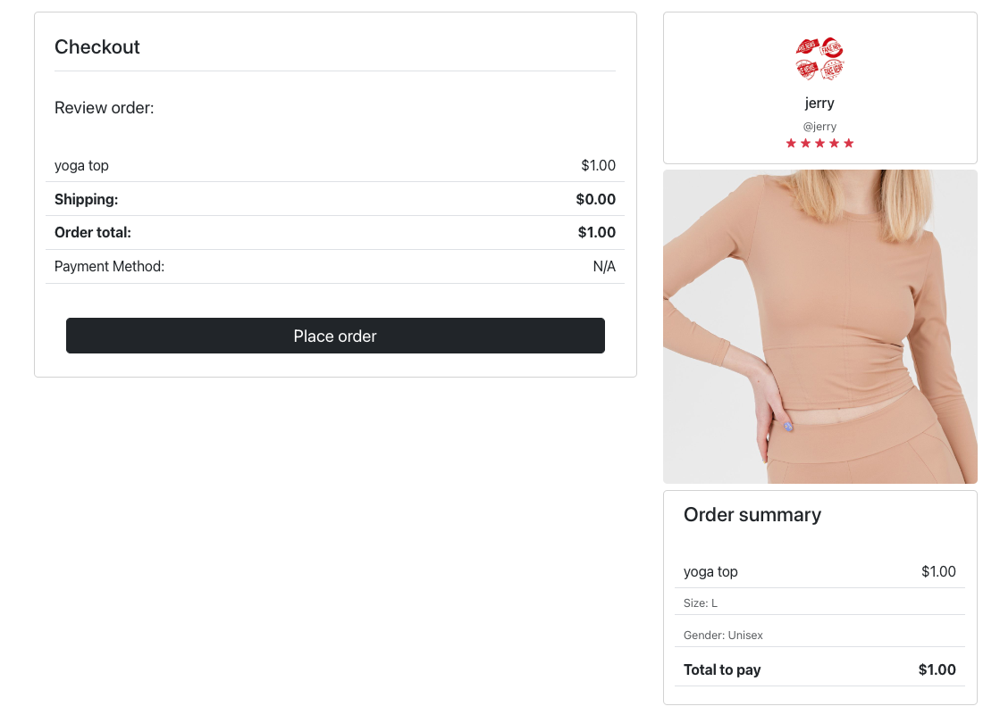 Checkout
Review order:
yoga top $1.00
Shipping: $0.00
Order total: $1.00
Payment Method: N/A
Place order
jerry
@jerry
Order summary
yoga top $1.00
Size: L
Gender: Unisex
Total to pay $1.00